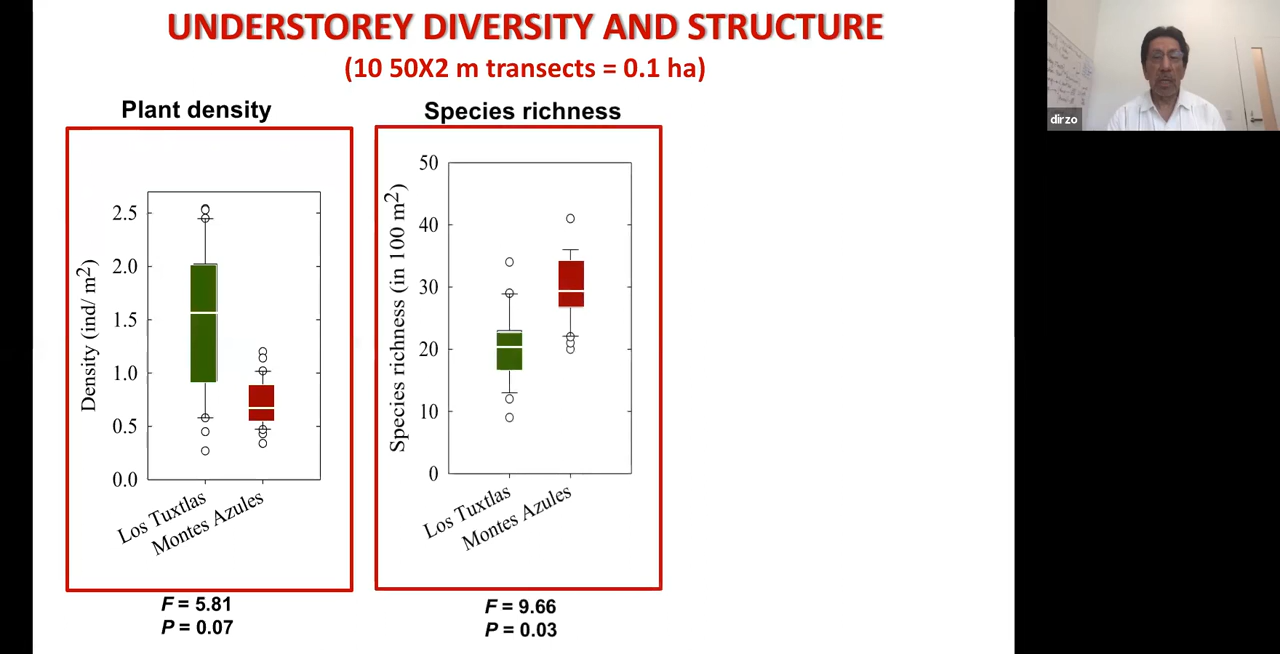 UNDERSTOREY DIVERSITY AND STRUCTURE
(10 50X2 m transects = 0.1 ha)
Plant density
Density (ind/ m2)
2.5
2.0
1.5
1.0
0.5
0.0
Los Tuxtlas
Montes Azules
F = 5.81
P = 0.07
Species richness
Species richness (in 100 m2)
50
40
30
20
10
0
Los Tuxtlas
Montes Azules
F = 9.66
P = 0.03
dirzo